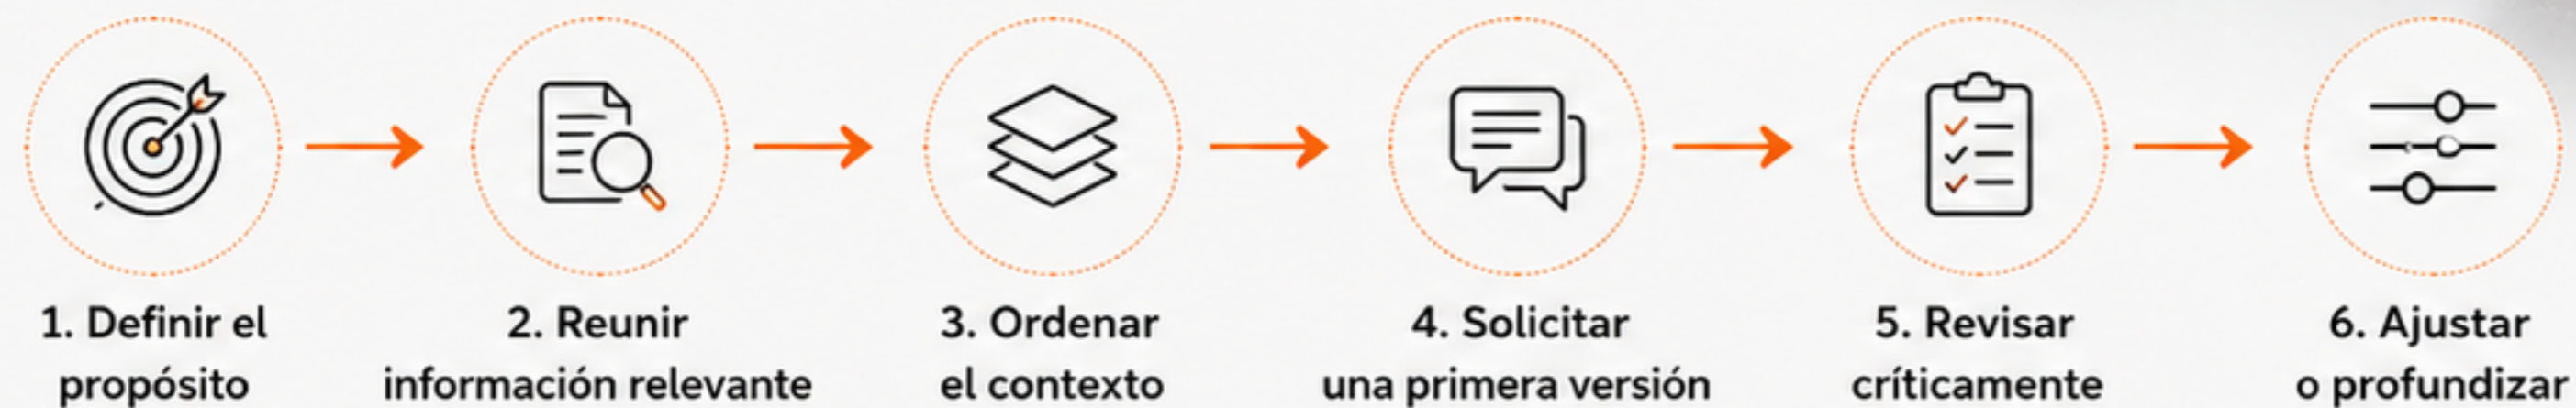 1. Definir el
propósito
2. Reunir
información relevante
3. Ordenar
el contexto
4. Solicitar
una primera versión
5. Revisar
críticamente
6. Ajustar
o profundizar